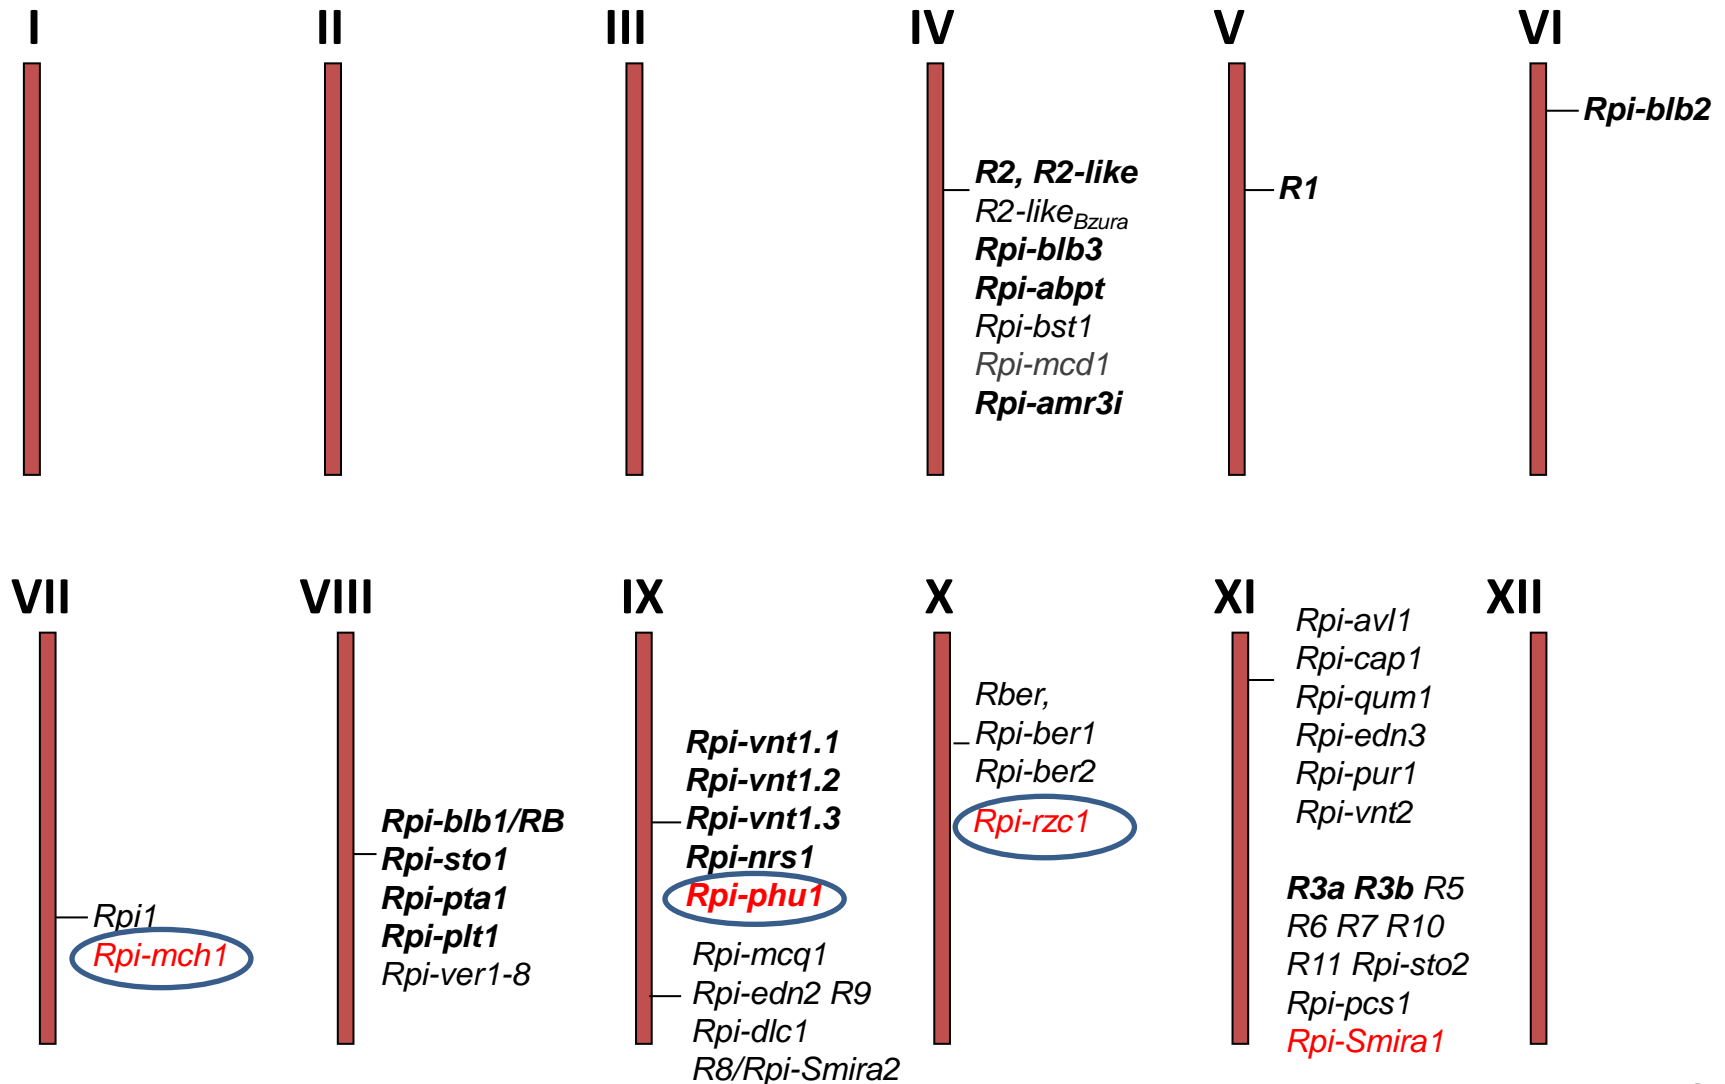 I II III IV V VI
Rpi-blb2
R2, R2-like
R2-likeBzura
Rpi-blb3
Rpi-abpt
Rpi-bst1
Rpi-mcd1
Rpi-amr3i
R1
VII VIII IX X XI XII
Rpi1
Rpi-mch1
Rpi-blb1/RB
Rpi-sto1
Rpi-pta1
Rpi-plt1
Rpi-ver1-8
Rpi-vnt1.1
Rpi-vnt1.2
Rpi-vnt1.3
Rpi-nrs1
Rpi-phu1
Rpi-mcq1
Rpi-edn2 R9
Rpi-dlc1
R8/Rpi-Smira2
Rber,
Rpi-ber1
Rpi-ber2
Rpi-rzc1
Rpi-avl1
Rpi-cap1
Rpi-qum1
Rpi-edn3
Rpi-pur1
Rpi-vnt2
R3a R3b R5
R6 R7 R10
R11 Rpi-sto2
Rpi-pcs1
Rpi-Smira1